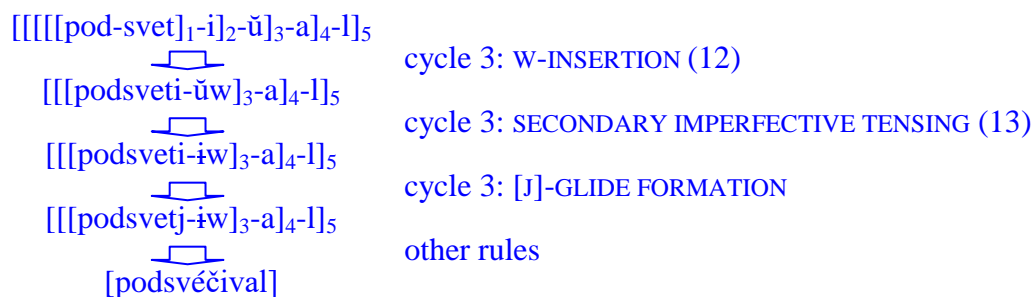 [[[[[pod-svet]₁-i]₂-ŭ]₃-a]₄-l]₅
cycle 3: W-INSERTION (12)
[[[podsveti-ŭw]₃-a]₄-l]₅
cycle 3: SECONDARY IMPERFECTIVE TENSING (13)
[[[podsveti-ɨw]₃-a]₄-l]₅
cycle 3: [J]-GLIDE FORMATION
[[[podsvetj-ɨw]₃-a]₄-l]₅
other rules
[podsvéčival]